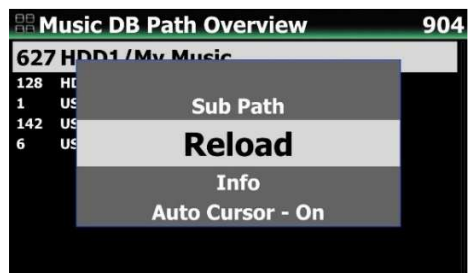 Music DB Path Overview 904
627 HDD1/My Music
128
1
142
6
Sub Path
Reload
Info
Auto Cursor - On